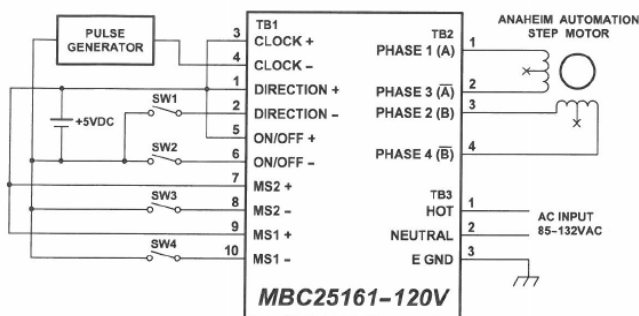 PULSE
GENERATOR
+5VDC
SW1
SW2
SW3
SW4
TB1
3 CLOCK +
4 CLOCK –
1 DIRECTION +
2 DIRECTION –
5 ON/OFF +
6 ON/OFF –
7 MS2 +
8 MS2 –
9 MS1 +
10 MS1 –
TB2
PHASE 1 (A) 1
PHASE 3 (A̅) 2
PHASE 2 (B) 3
PHASE 4 (B̅) 4
TB3
HOT 1
NEUTRAL 2
E GND 3
MBC25161–120V
ANAHEIM AUTOMATION
STEP MOTOR
AC INPUT
85–132VAC